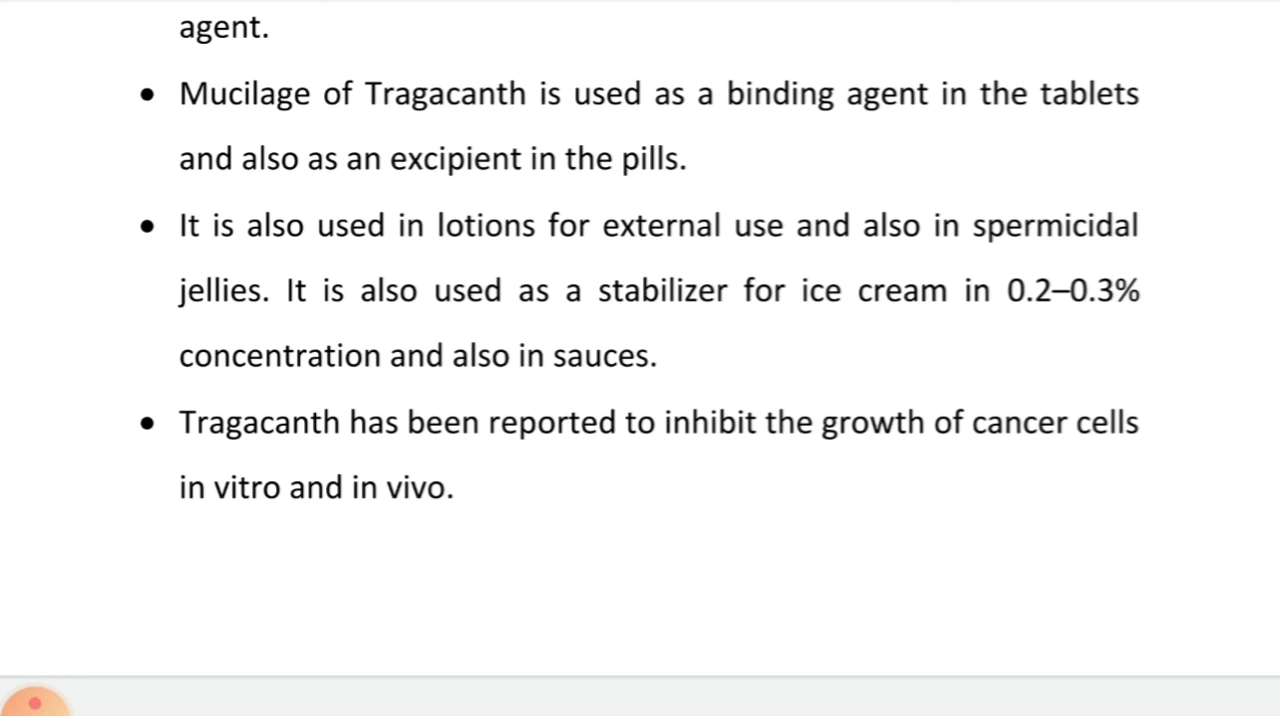 agent.
• Mucilage of Tragacanth is used as a binding agent in the tablets
and also as an excipient in the pills.
• It is also used in lotions for external use and also in spermicidal
jellies. It is also used as a stabilizer for ice cream in 0.2–0.3%
concentration and also in sauces.
• Tragacanth has been reported to inhibit the growth of cancer cells
in vitro and in vivo.